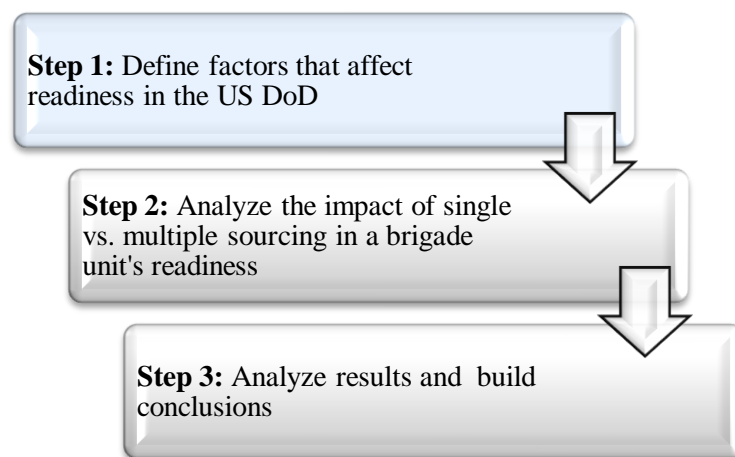 Step 1: Define factors that affect
readiness in the US DoD
Step 2: Analyze the impact of single
vs. multiple sourcing in a brigade
unit's readiness
Step 3: Analyze results and  build
conclusions